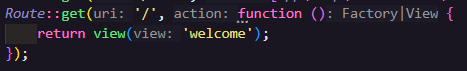 Route::get(uri: '/', action: function (): Factory|View {
    return view(view: 'welcome');
});